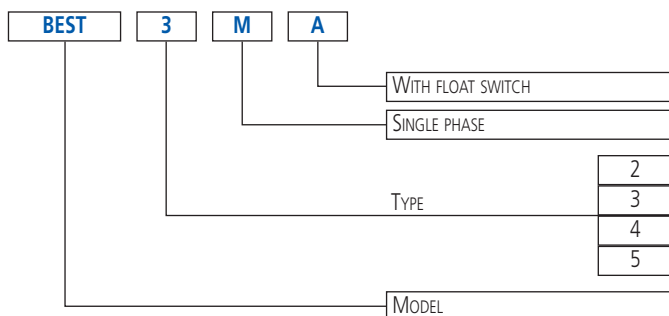 BEST 3 M A
WITH FLOAT SWITCH
SINGLE PHASE
TYPE
2
3
4
5
MODEL